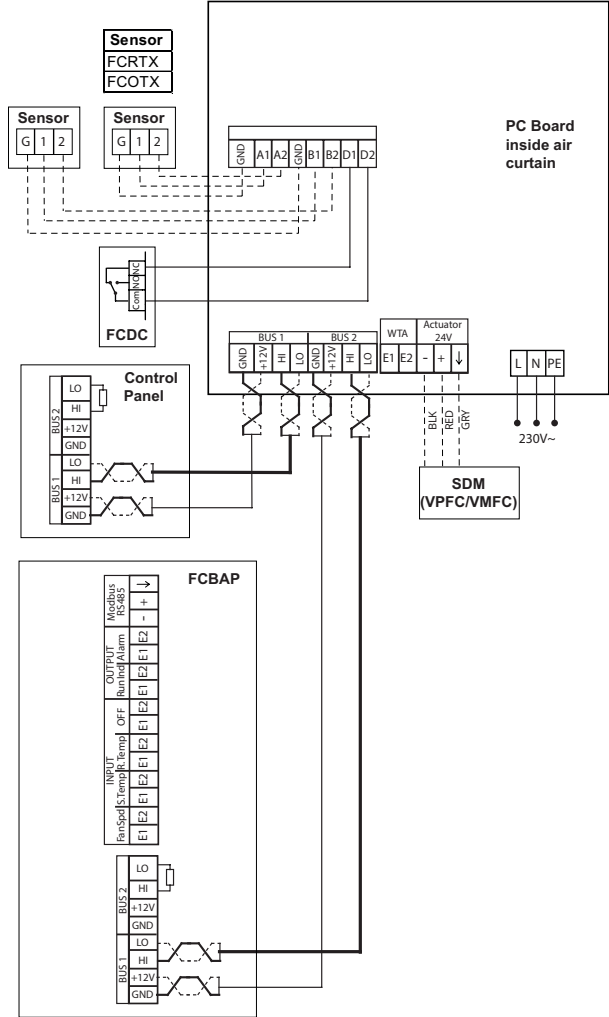 Sensor
FCRTX
FCOTX
Sensor
G 1 2
Sensor
G 1 2
PC Board
inside air
curtain
GND A1 A2 GND B1 B2 D1 D2
Com NO NC
FCDC
BUS 1 BUS 2
GND +12V HI LO GND +12V HI LO
WTA
E1 E2
Actuator
24V
- + ↓
L N PE
230V~
BLK RED GRY
SDM
(VPFC/VMFC)
Control
Panel
BUS 2
LO
HI
+12V
GND
BUS 1
LO
HI
+12V
GND
FCBAP
Modbus
RS485
↓
+
-
OUTPUT
Alarm
E2
E1
RunInd
E2
E1
INPUT
OFF
E2
E1
R.Temp
E2
E1
S.Temp
E2
E1
FanSpd
E2
E1
BUS 2
LO
HI
+12V
GND
BUS 1
LO
HI
+12V
GND